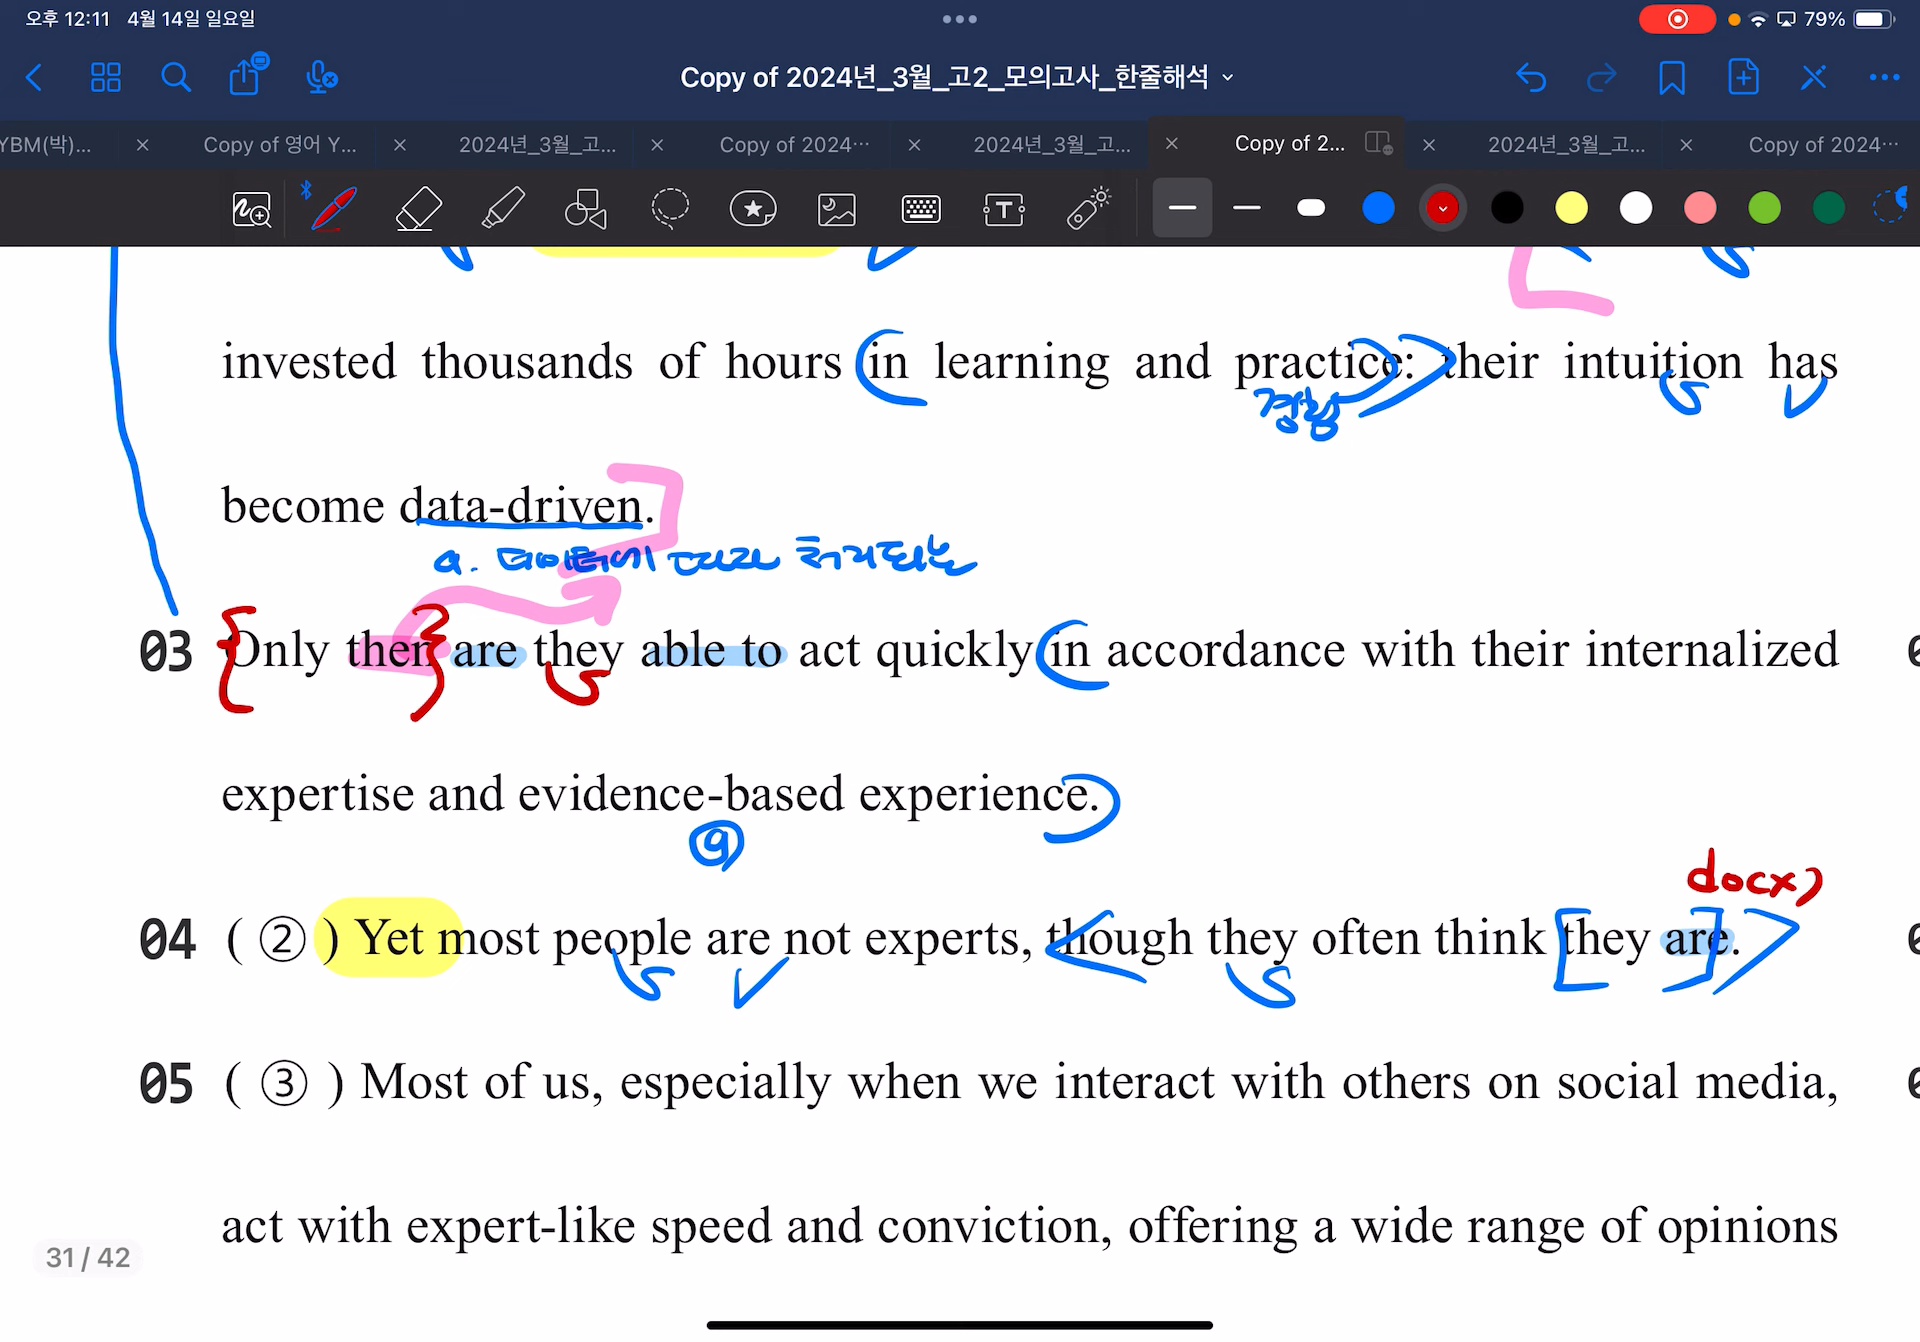 오후 12:11 4월 14일 일요일
79%
Copy of 2024년_3월_고2_모의고사_한줄해석
YBM(박)... Copy of 영어 Y... 2024년_3월_고... Copy of 2024... 2024년_3월_고... Copy of 2... 2024년_3월_고... Copy of 2024...
invested thousands of hours in learning and practice: their intuition has
경험 s v
become data-driven.
a. 데이터에 따라 처리되는
03 Only then are they able to act quickly in accordance with their internalized
s
expertise and evidence-based experience.
a
docx)
04 ( ② ) Yet most people are not experts, though they often think they are.
s v s
05 ( ③ ) Most of us, especially when we interact with others on social media,
act with expert-like speed and conviction, offering a wide range of opinions
31 / 42